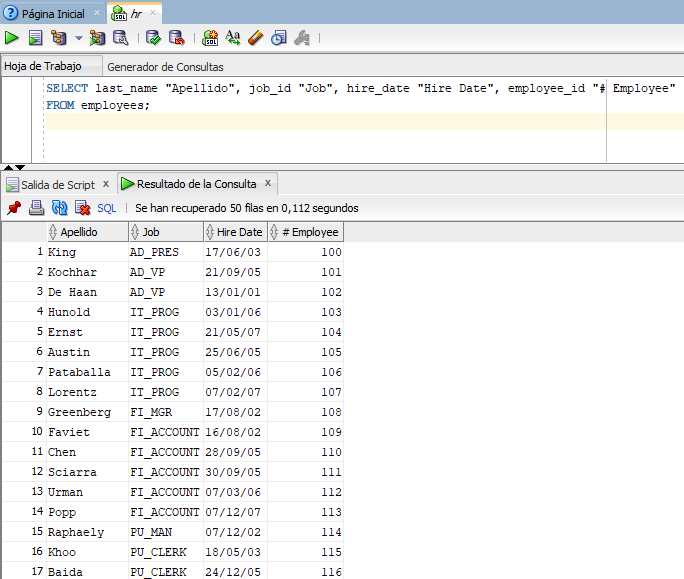 Página Inicial × hr ×
Hoja de Trabajo Generador de Consultas
SELECT last_name "Apellido", job_id "Job", hire_date "Hire Date", employee_id "# Employee"
FROM employees;
Salida de Script × Resultado de la Consulta ×
SQL | Se han recuperado 50 filas en 0,112 segundos
Apellido Job Hire Date # Employee
1 King AD_PRES 17/06/03 100
2 Kochhar AD_VP 21/09/05 101
3 De Haan AD_VP 13/01/01 102
4 Hunold IT_PROG 03/01/06 103
5 Ernst IT_PROG 21/05/07 104
6 Austin IT_PROG 25/06/05 105
7 Pataballa IT_PROG 05/02/06 106
8 Lorentz IT_PROG 07/02/07 107
9 Greenberg FI_MGR 17/08/02 108
10 Faviet FI_ACCOUNT 16/08/02 109
11 Chen FI_ACCOUNT 28/09/05 110
12 Sciarra FI_ACCOUNT 30/09/05 111
13 Urman FI_ACCOUNT 07/03/06 112
14 Popp FI_ACCOUNT 07/12/07 113
15 Raphaely PU_MAN 07/12/02 114
16 Khoo PU_CLERK 18/05/03 115
17 Baida PU_CLERK 24/12/05 116